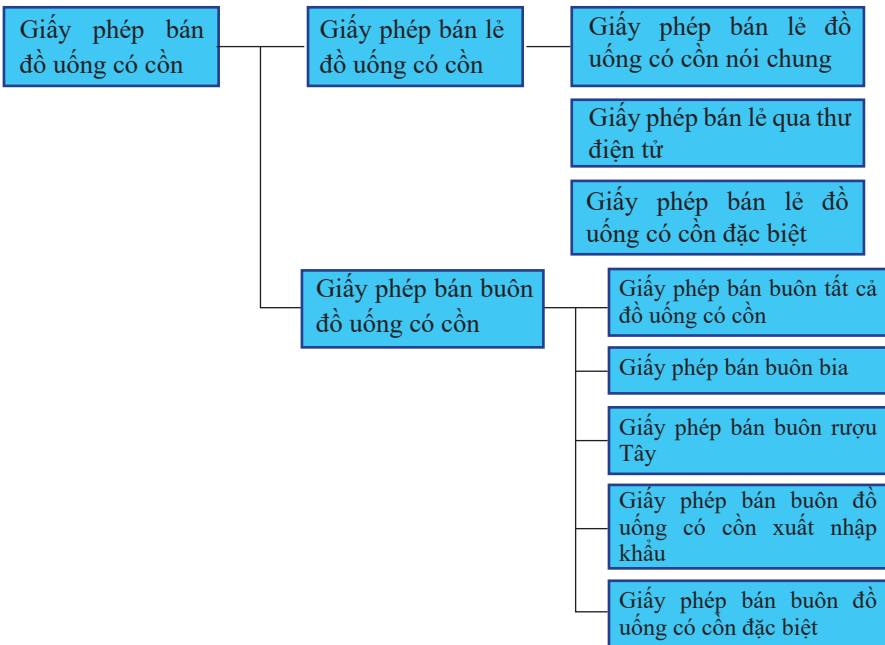 Giấy phép bán
đồ uống có cồn
Giấy phép bán lẻ
đồ uống có cồn
Giấy phép bán lẻ đồ
uống có cồn nói chung
Giấy phép bán lẻ qua thư
điện tử
Giấy phép bán lẻ đồ
uống có cồn đặc biệt
Giấy phép bán buôn
đồ uống có cồn
Giấy phép bán buôn tất cả
đồ uống có cồn
Giấy phép bán buôn bia
Giấy phép bán buôn rượu
Tây
Giấy phép bán buôn đồ
uống có cồn xuất nhập
khẩu
Giấy phép bán buôn đồ
uống có cồn đặc biệt